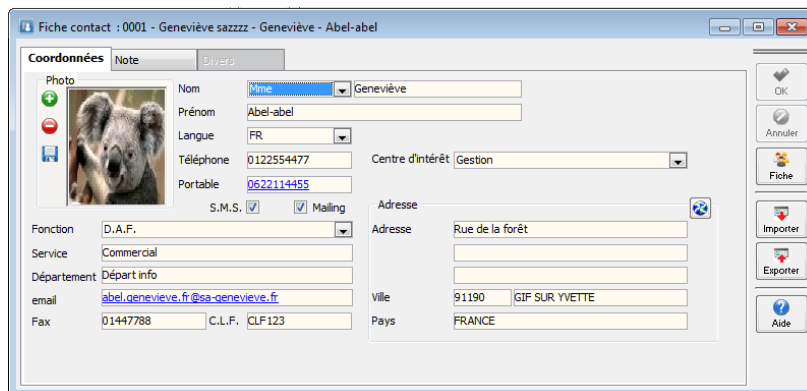 Fiche contact : 0001 - Geneviève sazzzz - Geneviève - Abel-abel
Coordonnées Note Divers
Photo
Nom Mme Geneviève
Prénom Abel-abel
Langue FR
Téléphone 0122554477 Centre d'intérêt Gestion
Portable 0622114455
S.M.S. Mailing
Fonction D.A.F.
Service Commercial
Département Départ info
email abel.genevieve.fr@sa-genevieve.fr
Fax 01447788 C.L.F. CLF123
Adresse
Adresse Rue de la forêt
Ville 91190 GIF SUR YVETTE
Pays FRANCE
OK
Annuler
Fiche
Importer
Exporter
Aide